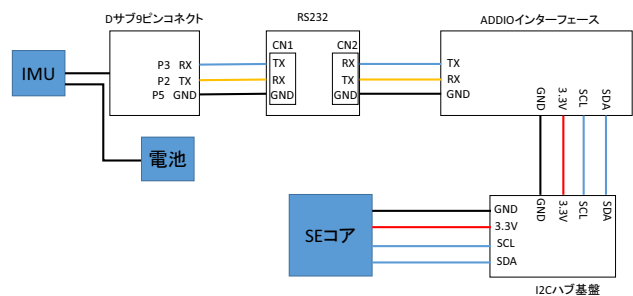 Dサブ9ピンコネクト
RS232
ADDIOインターフェース
IMU
P3 RX
P2 TX
P5 GND
CN1
TX
RX
GND
CN2
RX
TX
GND
TX
RX
GND
GND
3.3V
SCL
SDA
電池
SEコア
GND
3.3V
SCL
SDA
GND
3.3V
SCL
SDA
I2Cハブ基盤